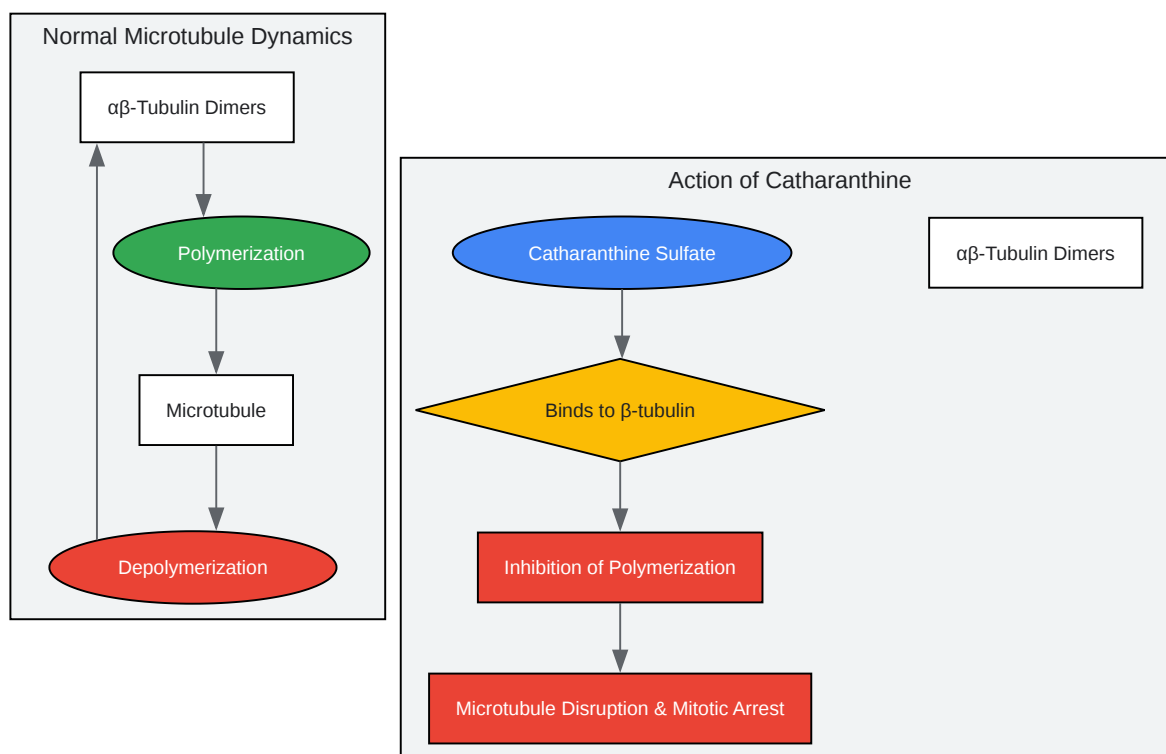 Normal Microtubule Dynamics
αβ-Tubulin Dimers
Polymerization
Microtubule
Depolymerization
Action of Catharanthine
Catharanthine Sulfate
αβ-Tubulin Dimers
Binds to β-tubulin
Inhibition of Polymerization
Microtubule Disruption & Mitotic Arrest